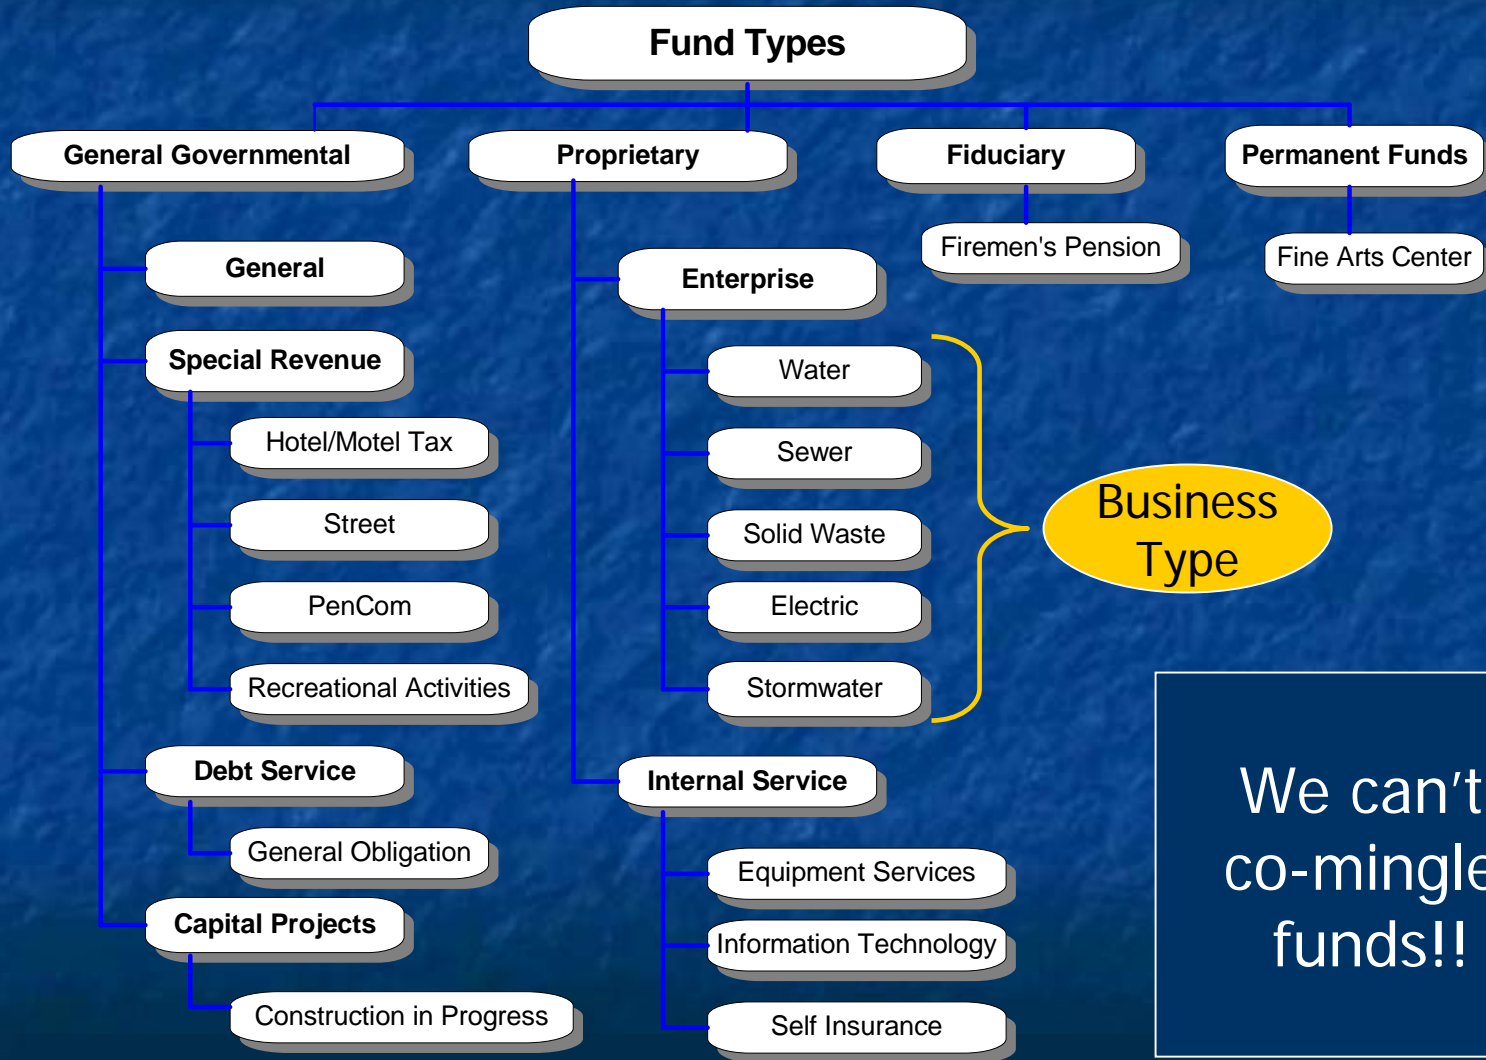 Fund Types
General Governmental
Proprietary
Fiduciary
Permanent Funds
General
Special Revenue
Hotel/Motel Tax
Street
PenCom
Recreational Activities
Debt Service
General Obligation
Capital Projects
Construction in Progress
Enterprise
Water
Sewer
Solid Waste
Electric
Stormwater
Business
Type
Internal Service
Equipment Services
Information Technology
Self Insurance
Firemen's Pension
Fine Arts Center
We can't
co-mingle
funds!!